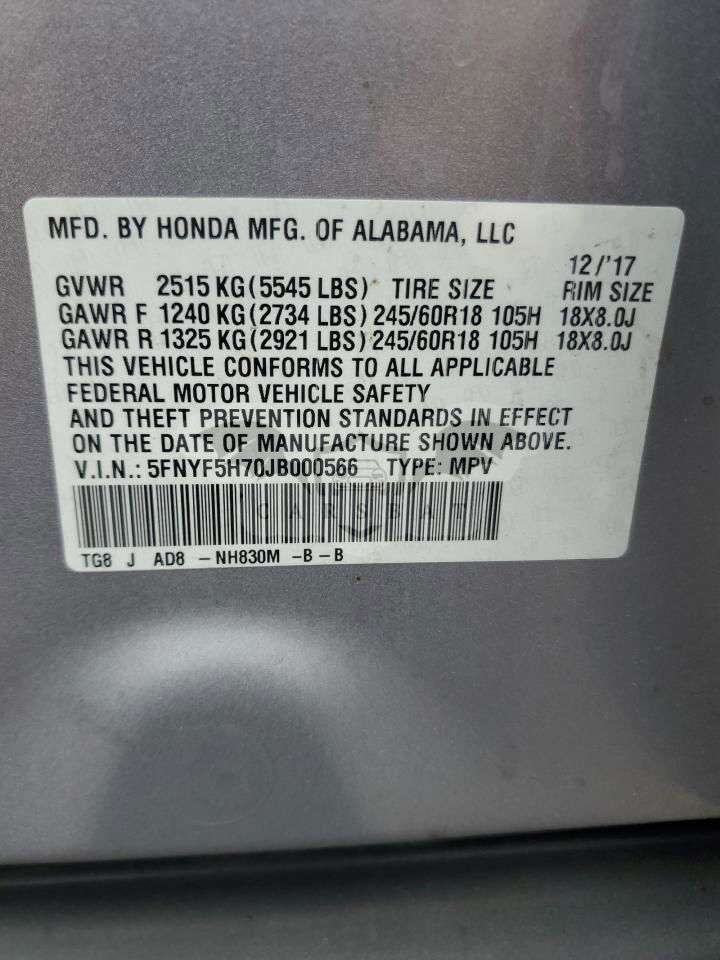 MFD. BY HONDA MFG. OF ALABAMA, LLC
12/'17
GVWR 2515 KG(5545 LBS) TIRE SIZE RIM SIZE
GAWR F 1240 KG(2734 LBS) 245/60R18 105H 18X8.0J
GAWR R 1325 KG(2921 LBS) 245/60R18 105H 18X8.0J
THIS VEHICLE CONFORMS TO ALL APPLICABLE
FEDERAL MOTOR VEHICLE SAFETY
AND THEFT PREVENTION STANDARDS IN EFFECT
ON THE DATE OF MANUFACTURE SHOWN ABOVE.
V.I.N.: 5FNYF5H70JB000566 TYPE: MPV
CARSBAT
TG8 J AD8 -NH830M -B-B